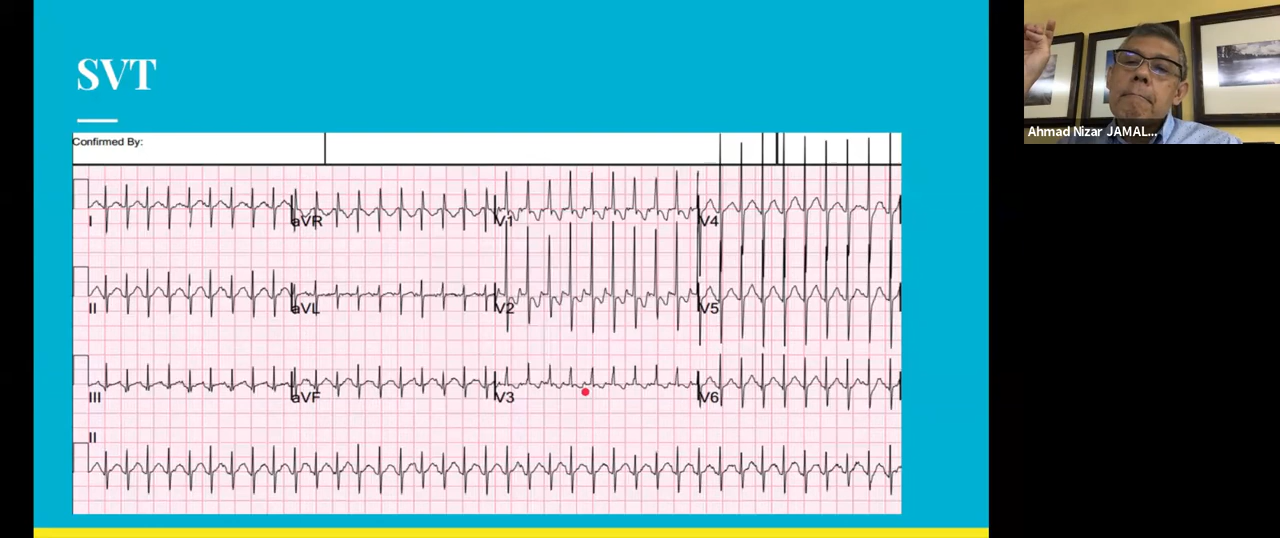 SVT
Confirmed By:
I
aVR
V1
V4
II
aVL
V2
V5
III
aVF
V3
V6
II
Ahmad Nizar JAMAL...